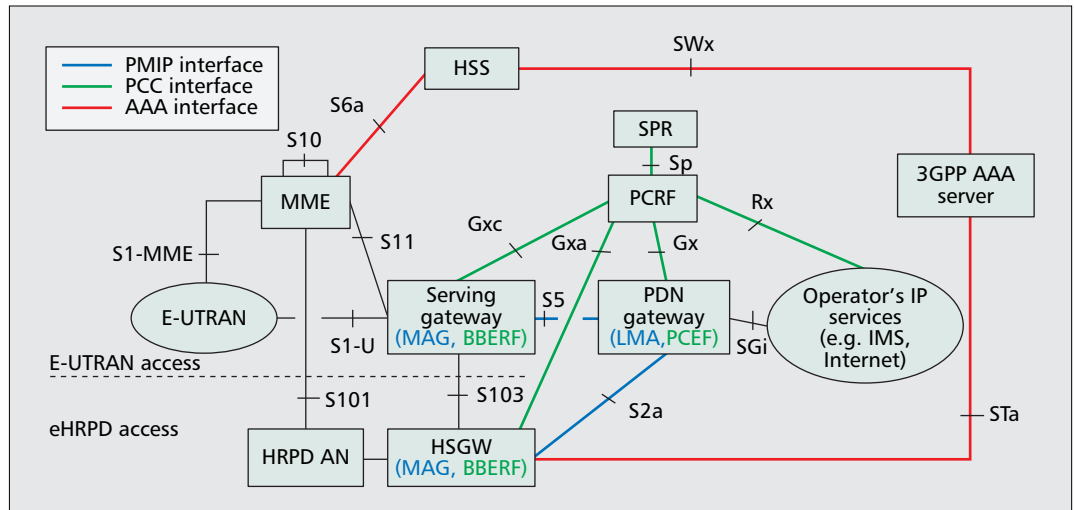 PMIP interface
PCC interface
AAA interface
HSS
SWx
S6a
S10
SPR
Sp
MME
PCRF
3GPP AAA
server
Rx
Gxc
Gxa
Gx
S11
S1-MME
E-UTRAN
Serving
gateway
(MAG, BBERF)
S5
PDN
gateway
(LMA,PCEF)
Operator's IP
services
(e.g. IMS,
Internet)
S1-U
SGi
E-UTRAN access
S101
S103
S2a
STa
eHRPD access
HRPD AN
HSGW
(MAG, BBERF)